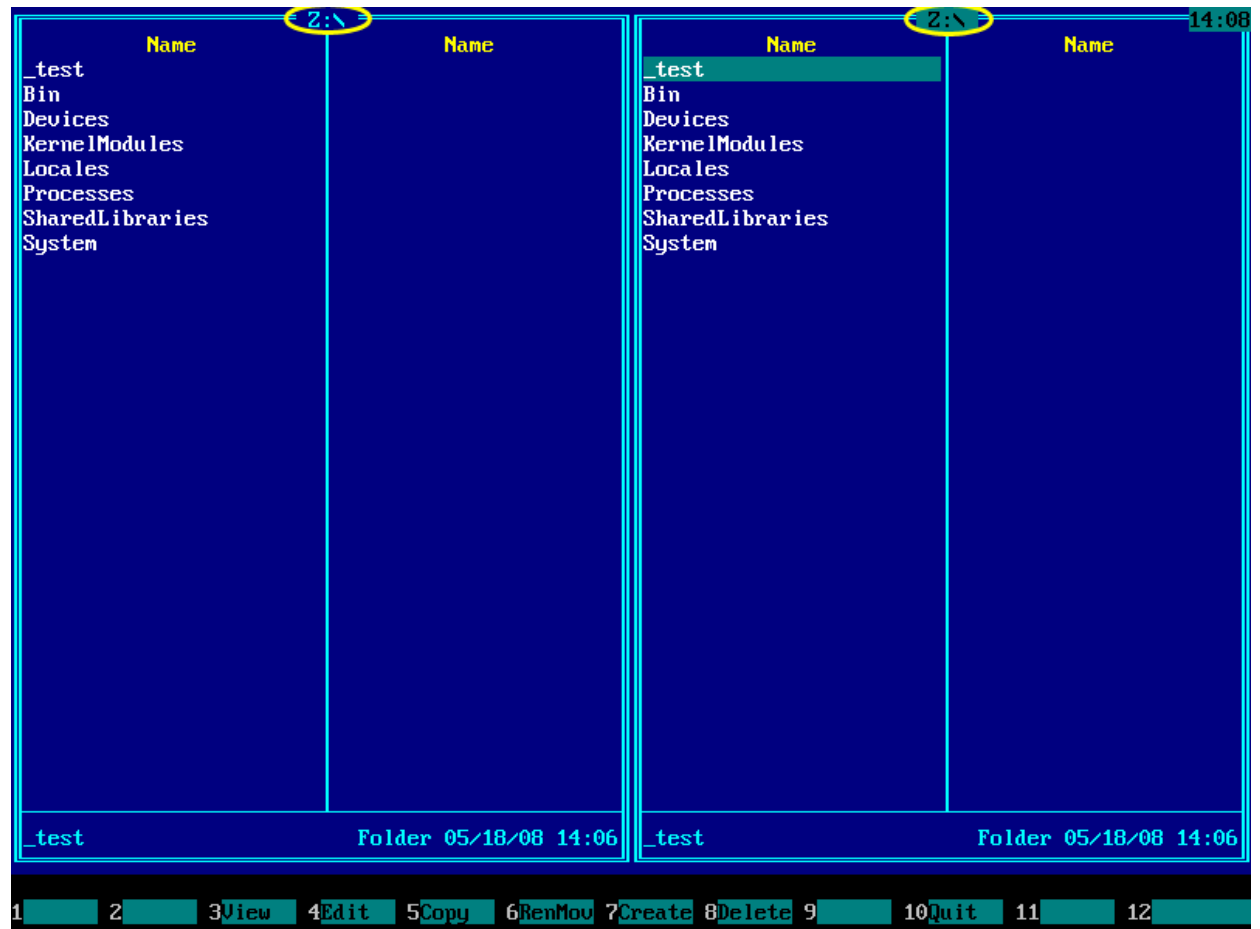 Z:\ Z:\ 14:08
Name Name Name Name
_test _test
Bin Bin
Devices Devices
KernelModules KernelModules
Locales Locales
Processes Processes
SharedLibraries SharedLibraries
System System
_test Folder 05/18/08 14:06 _test Folder 05/18/08 14:06
1 2 3View 4Edit 5Copy 6RenMov 7Create 8Delete 9 10Quit 11 12